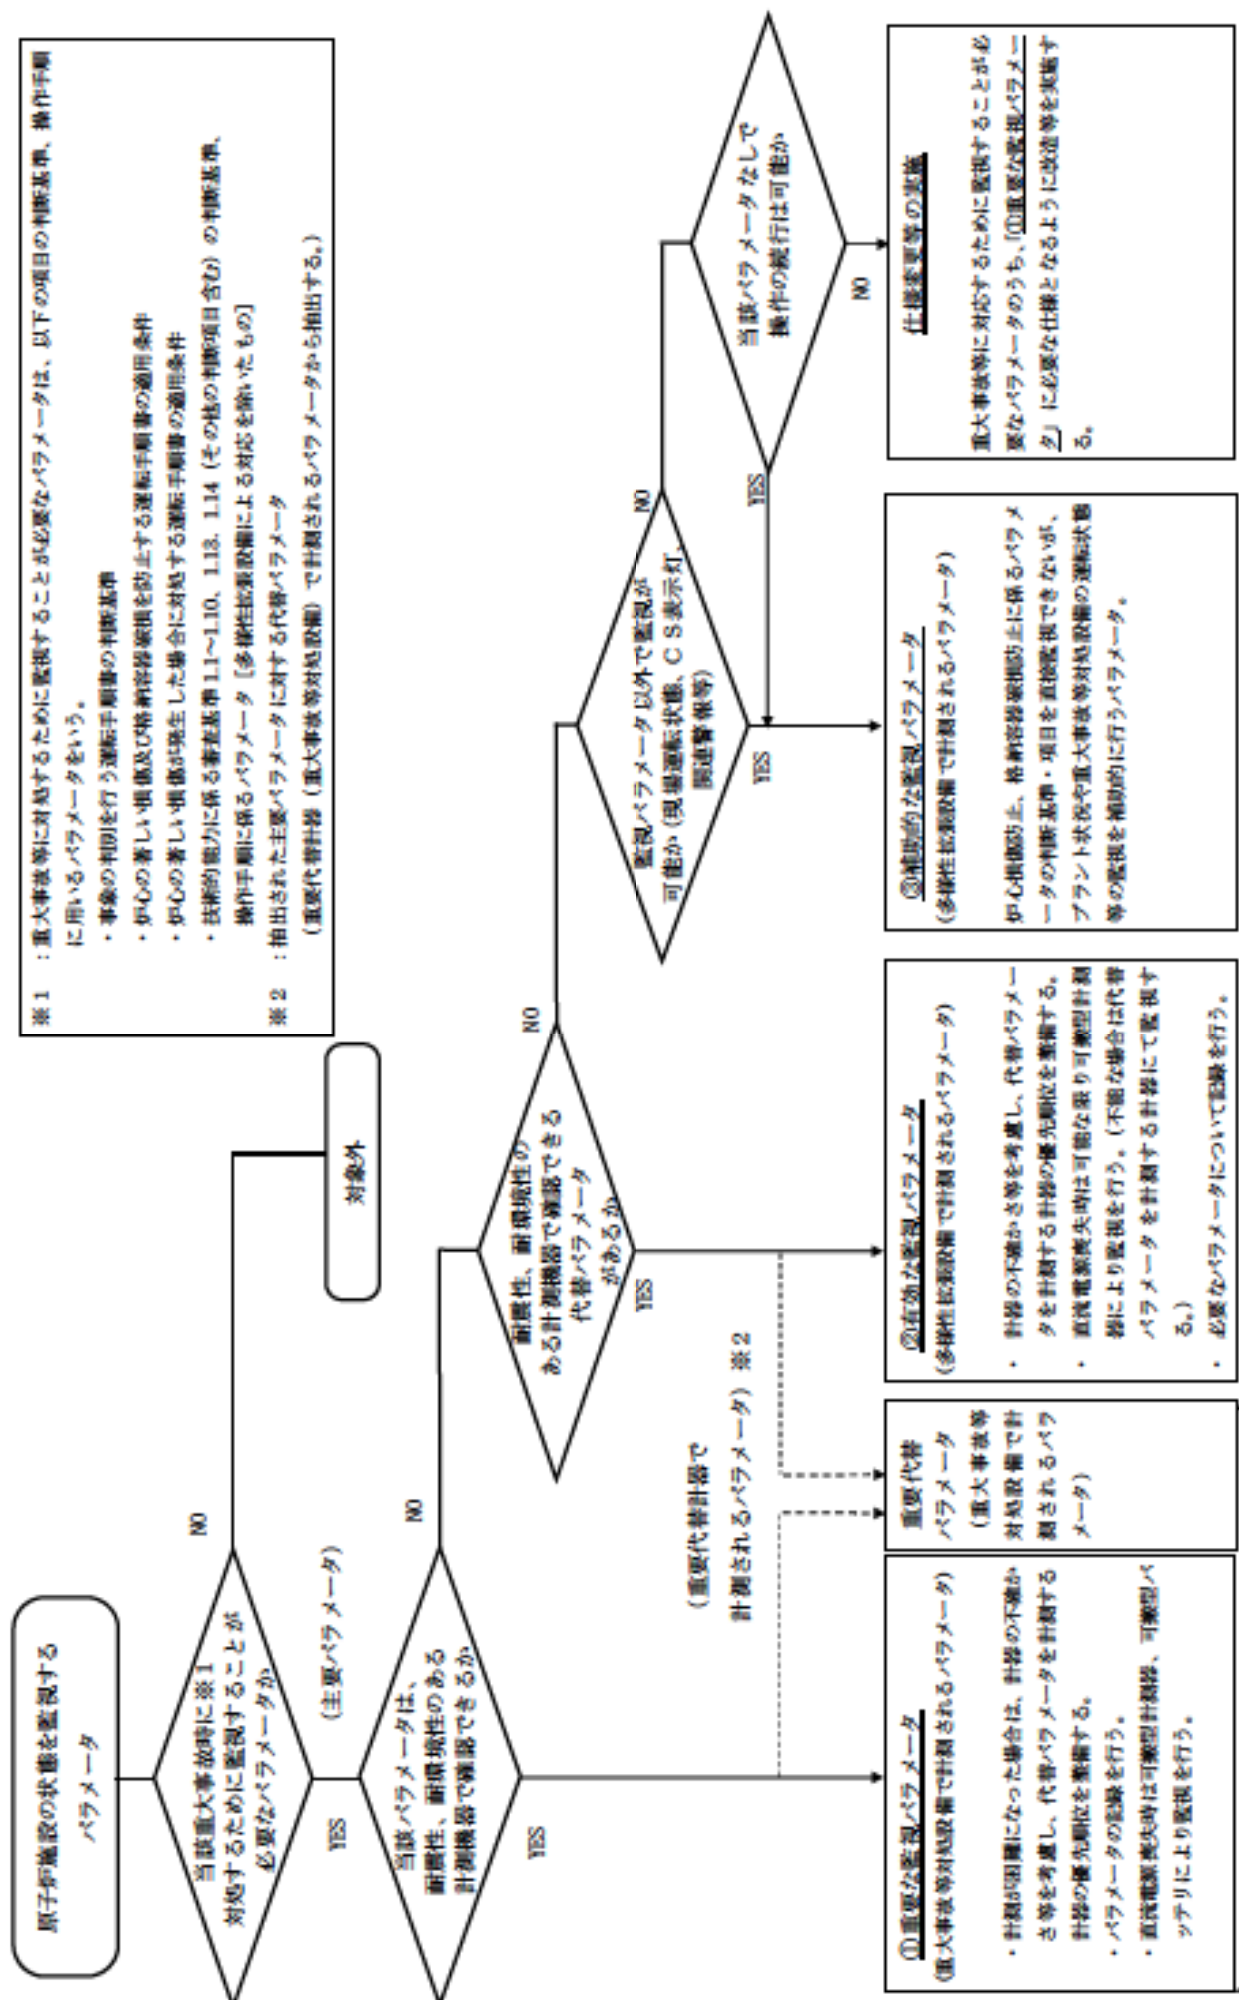 原子炉施設の状態を監視する
パラメータ
当該重大事故時に※1
対処するために監視することが
必要なパラメータか
NO
対象外
YES
（主要パラメータ）
当該パラメータは、
耐震性、耐環境性のある
計測機器で確認できるか
NO
YES
耐震性、耐環境性の
ある計測機器で確認できる
代替パラメータ
があるか
NO
YES
（重要代替計器で
計測されるパラメータ）※2
監視パラメータ以外で監視が
可能か（現場運転状態、ＣＳ表示灯、
関連警報等）
NO
YES
当該パラメータなしで
操作の続行は可能か
YES
NO
※1　：重大事故等に対処するために監視することが必要なパラメータは、以下の項目の判断基準、操作手順
に用いるパラメータをいう。
・事象の判別を行う運転手順書の判断基準
・炉心の著しい損傷及び格納容器破損を防止する運転手順書の適用条件
・炉心の著しい損傷が発生した場合に対処する運転手順書の適用条件
・技術的能力に係る審査基準1.1～1.10、1.13、1.14（その他の判断項目含む）の判断基準、
操作手順に係るパラメータ［多様性拡張設備による対応を除いたもの］
※2　：抽出された主要パラメータに対する代替パラメータ
（重要代替計器（重大事故等対処設備）で計測されるパラメータから抽出する。）
①重要な監視パラメータ
（重大事故等対処設備で計測されるパラメータ）
・計測が困難になった場合は、計器の不確か
さ等を考慮し、代替パラメータを計測する
計器の優先順位を整備する。
・パラメータの記録を行う。
・直流電源喪失時は可搬型計測器、可搬型バ
ッテリにより監視を行う。
重要代替
パラメータ
（重大事故等
対処設備で計
測されるパラ
メータ）
②有効な監視パラメータ
（多様性拡張設備で計測されるパラメータ）
・計器の不確かさ等を考慮し、代替パラメー
タを計測する計器の優先順位を整備する。
・直流電源喪失時は可能な限り可搬型計測
器により監視を行う。（不能な場合は代替
パラメータを計測する計器にて監視す
る。）
・必要なパラメータについて記録を行う。
③補助的な監視パラメータ
（多様性拡張設備で計測されるパラメータ）
炉心損傷防止、格納容器破損防止に係るパラメ
ータの判断基準・項目を直接監視できないが、
プラント状況や重大事故等対処設備の運転状態
等の監視を補助的に行うパラメータ。
仕様変更等の実施
重大事故等に対応するために監視することが必
要なパラメータのうち、「①重要な監視パラメー
タ」に必要な仕様となるように改造等を実施す
る。